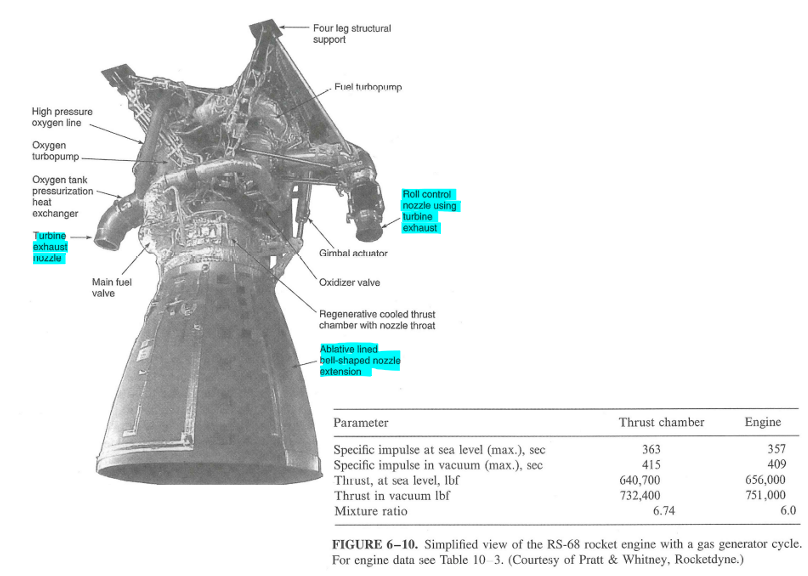 Four leg structural
support
Fuel turbopump
High pressure
oxygen line
Oxygen
turbopump
Oxygen tank
pressurization
heat
exchanger
Turbine
exhaust
nozzle
Roll control
nozzle using
turbine
exhaust
Gimbal actuator
Main fuel
valve
Oxidizer valve
Regenerative cooled thrust
chamber with nozzle throat
Ablative lined
bell-shaped nozzle
extension
Parameter Thrust chamber Engine
Specific impulse at sea level (max.), sec 363 357
Specific impulse in vacuum (max.), sec 415 409
Thrust, at sea level, lbf 640,700 656,000
Thrust in vacuum lbf 732,400 751,000
Mixture ratio 6.74 6.0
FIGURE 6–10. Simplified view of the RS-68 rocket engine with a gas generator cycle.
For engine data see Table 10–3. (Courtesy of Pratt & Whitney, Rocketdyne.)